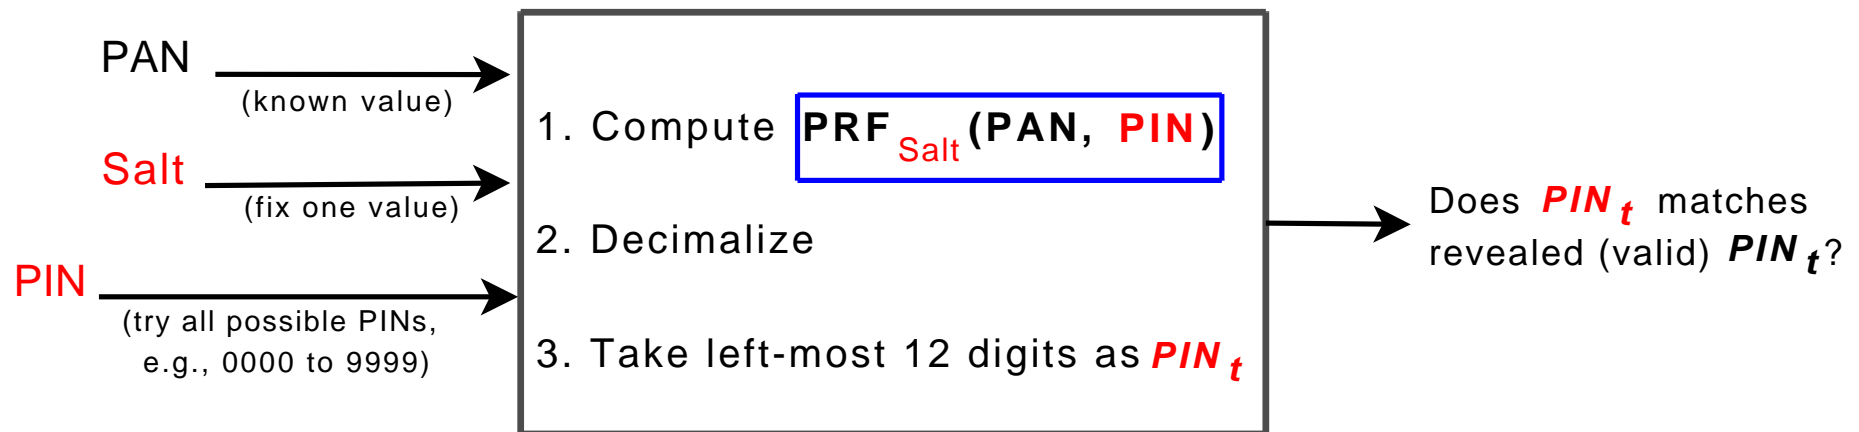 PAN
(known value)
Salt
(fix one value)
PIN
(try all possible PINs,
e.g., 0000 to 9999)
1. Compute PRF Salt (PAN, PIN)
2. Decimalize
3. Take left-most 12 digits as PIN t
Does PIN t matches
revealed (valid) PIN t?